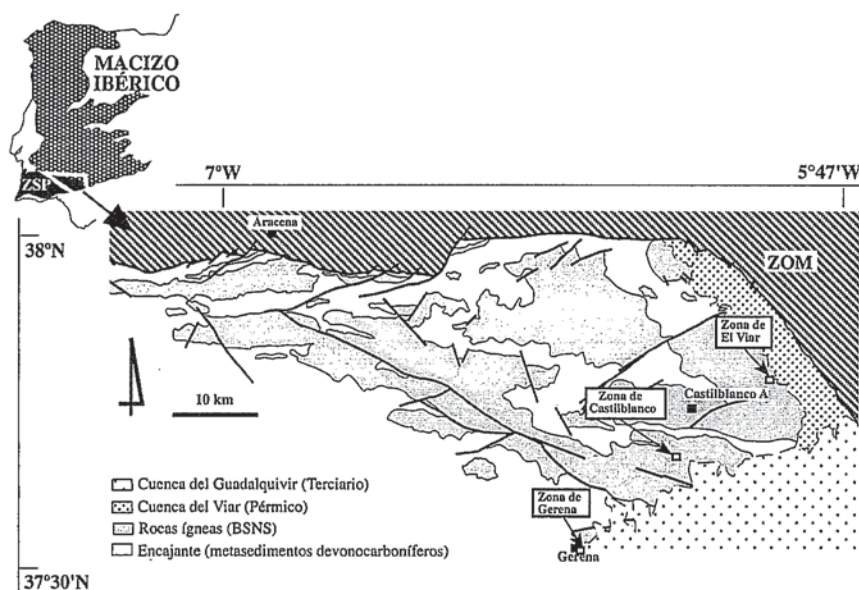 MACIZO
IBÉRICO
ZSP
7°W
5°47'W
38°N
Aracena
ZOM
Zona de
El Viar
10 km
Zona de
Castilblanco
Castilblanco A
Cuenca del Guadalquivir (Terciario)
Cuenca del Viar (Pérmico)
Rocas ígneas (BSNS)
Encajante (metasedimentos devonocarboníferos)
Zona de
Gerena
Gerena
37°30'N